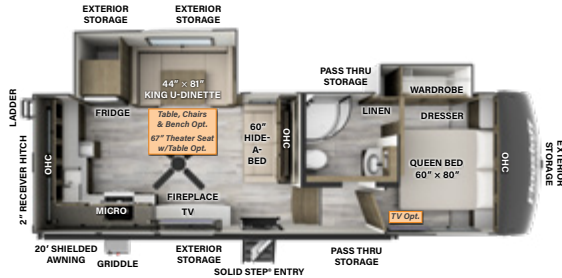 EXTERIOR
STORAGE
EXTERIOR
STORAGE
44" × 81"
KING U-DINETTE
PASS THRU
STORAGE
WARDROBE
LADDER
FRIDGE
Table, Chairs
& Bench Opt.
67" Theater Seat
w/Table Opt.
60"
HIDE-
A-
BED
OHC
LINEN
DRESSER
OHC
QUEEN BED
60" × 80"
OHC
EXTERIOR
STORAGE
2" RECEIVER HITCH
FIREPLACE
MICRO
TV
TV Opt.
20' SHIELDED
AWNING
GRIDDLE
EXTERIOR
STORAGE
SOLID STEP® ENTRY
PASS THRU
STORAGE